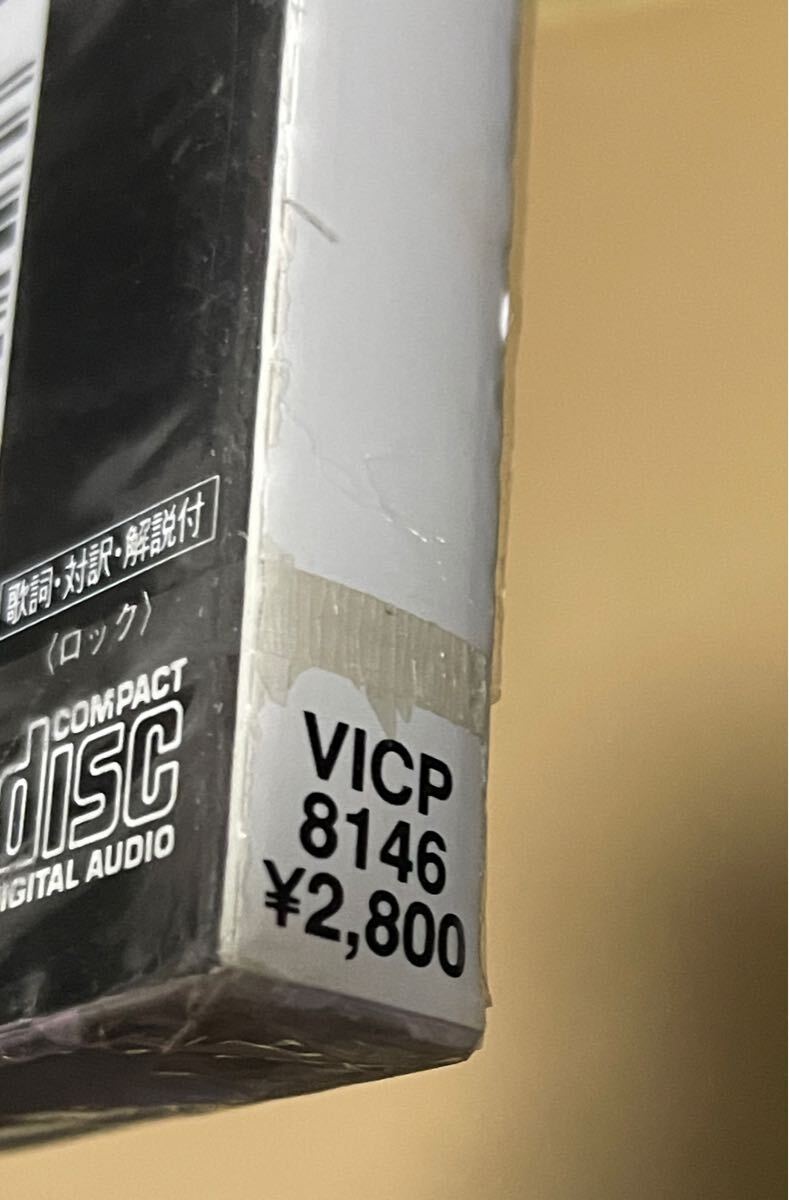 歌詞・対訳・解説付
〈ロック〉
COMPACT
disc
DIGITAL AUDIO
VICP
8146
¥2,800